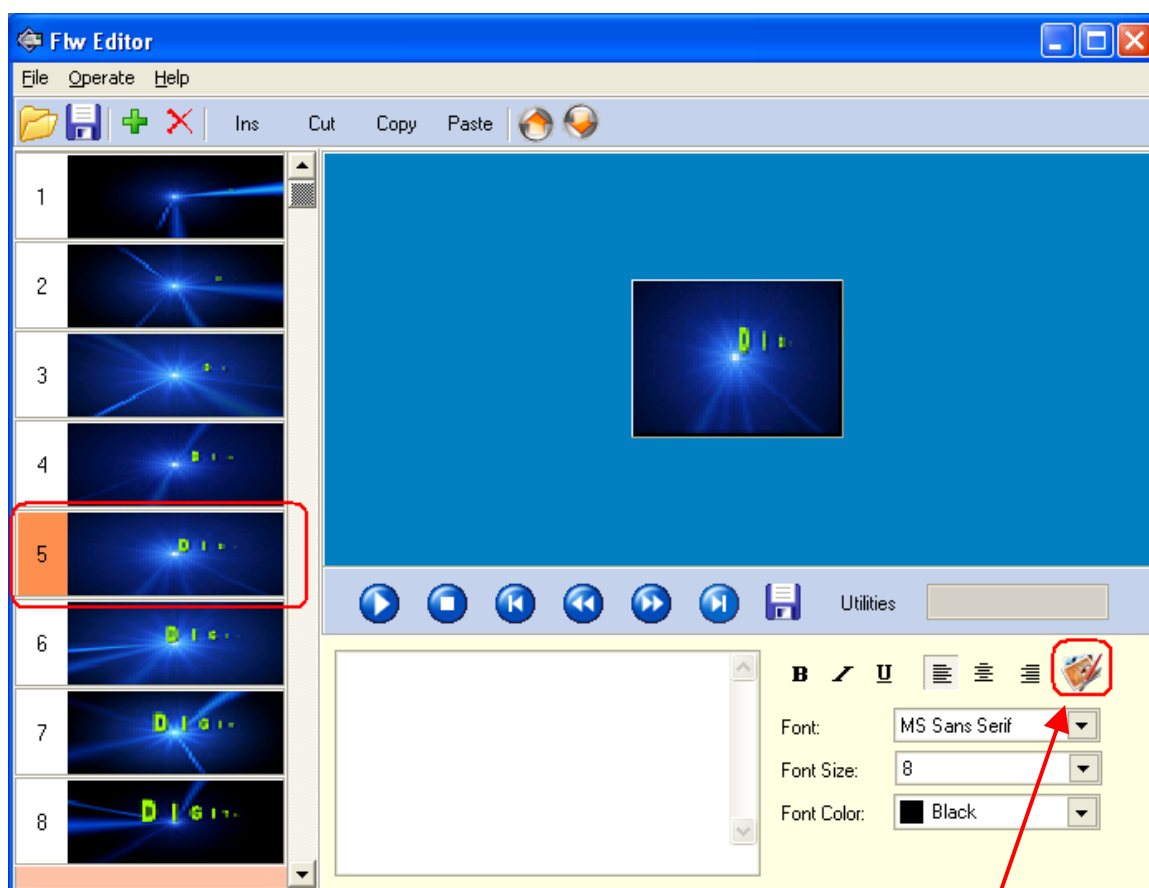 Flw Editor
File Operate Help
Ins Cut Copy Paste
1
2
3
4
5
6
7
8
D I
D I
D I G
D I G I
D I
Utilities
B I U
Font: MS Sans Serif
Font Size: 8
Font Color: Black